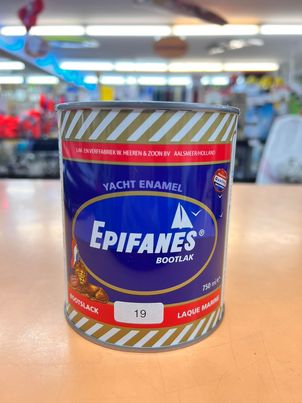 LAK- EN VERFFABRIEK W. HEEREN & ZOON BV AALSMEER-HOLLAND
YACHT ENAMEL
EPIFANES®
BOOTLAK
750 ml e
BOOTSLACK
19
LAQUE MARINE